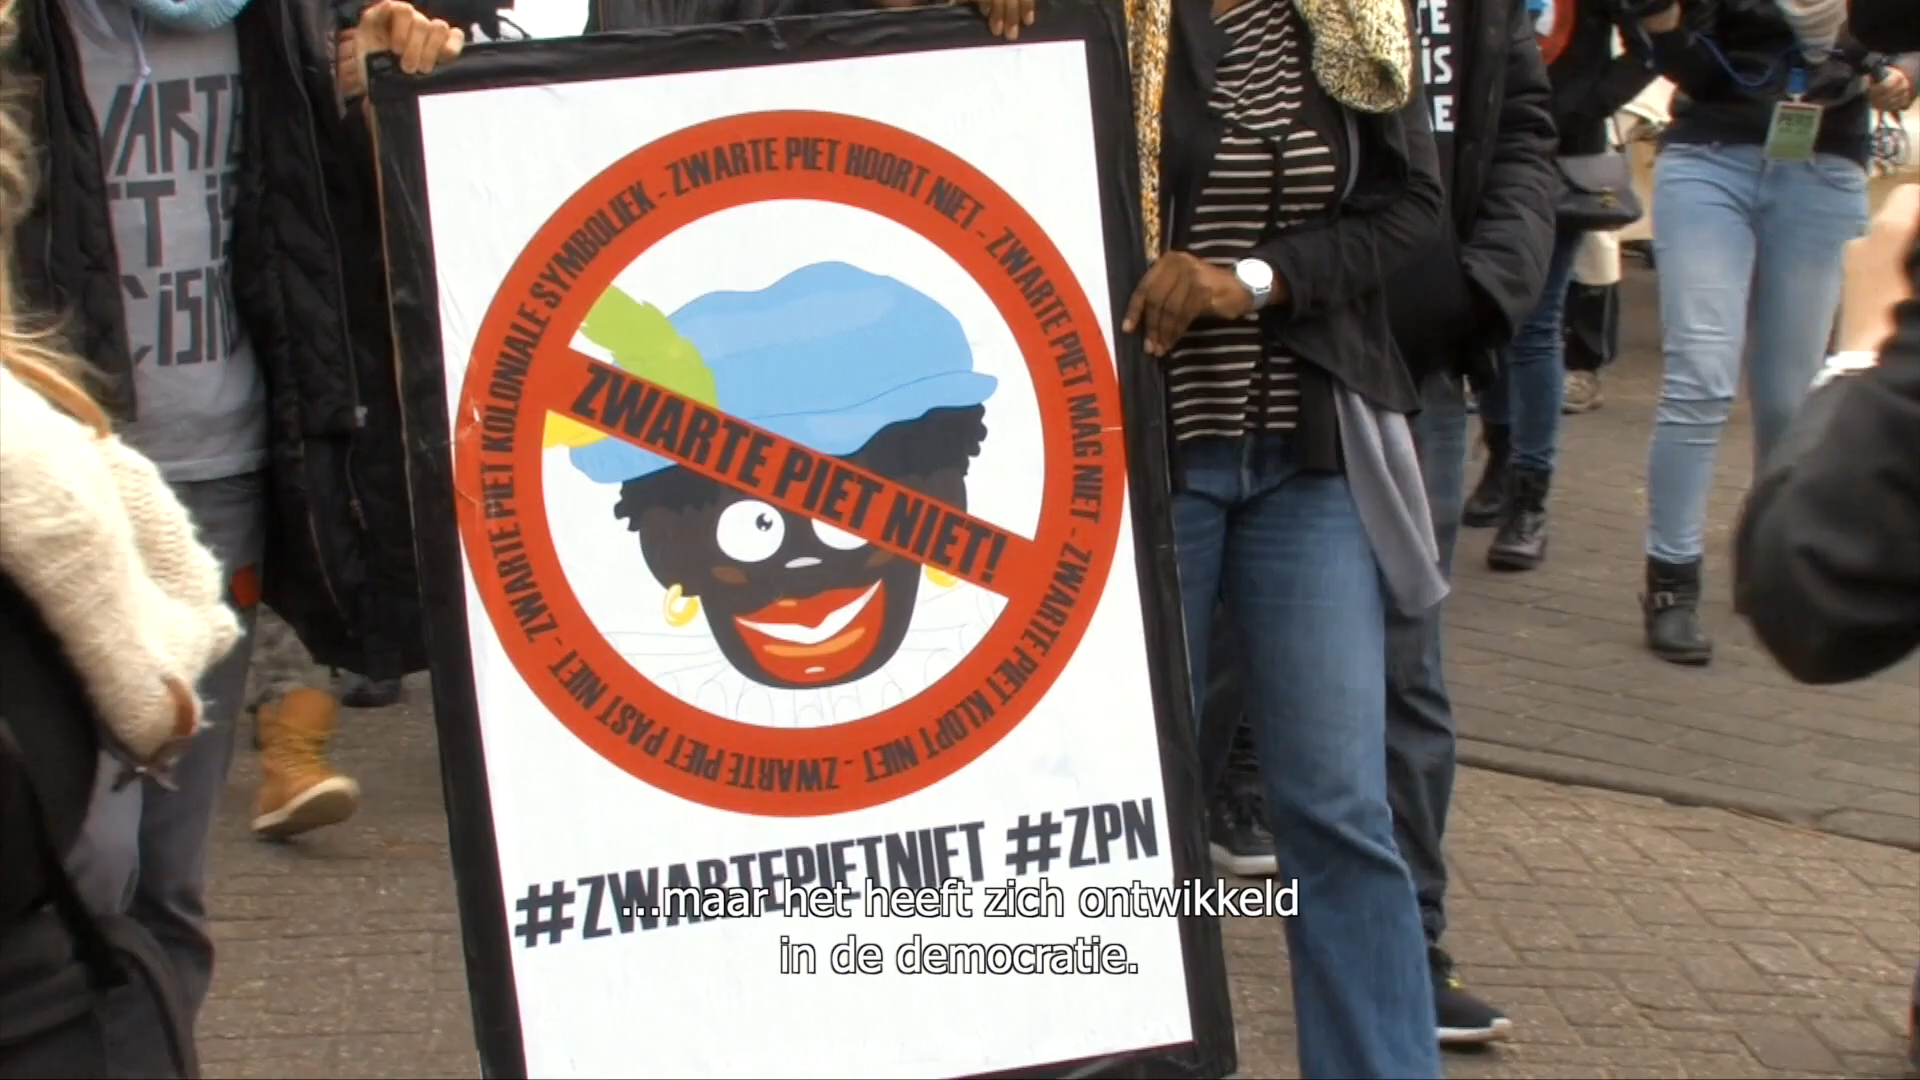 ZWARTE PIET KOLONIALE SYMBOLIEK - ZWARTE PIET HOORT NIET - ZWARTE PIET MAG NIET - ZWARTE PIET KLOPT NIET - ZWARTE PIET PAST NIET -
ZWARTE PIET NIET!
#ZWARTEPIETNIET #ZPN
...maar het heeft zich ontwikkeld
in de democratie.
IS